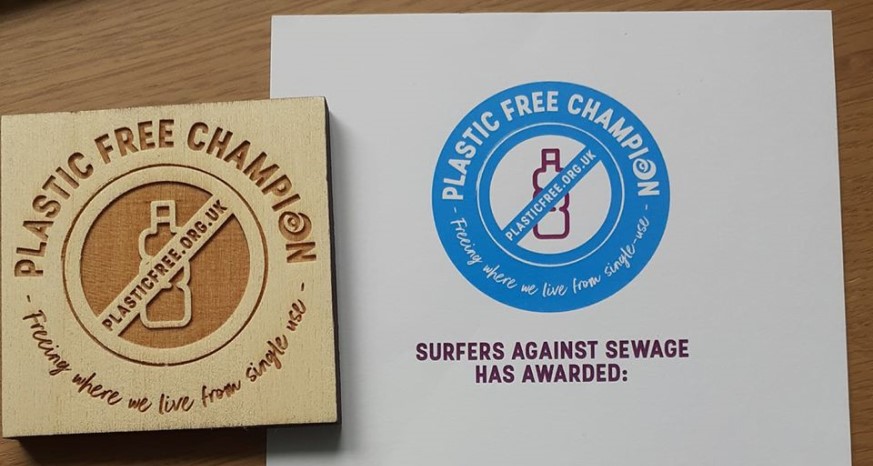 PLASTIC FREE CHAMPION
PLASTICFREE.ORG.UK
- Freeing where we live from single use -
PLASTIC FREE CHAMPION
PLASTICFREE.ORG.UK
- Freeing where we live from single-use -
SURFERS AGAINST SEWAGE
HAS AWARDED: